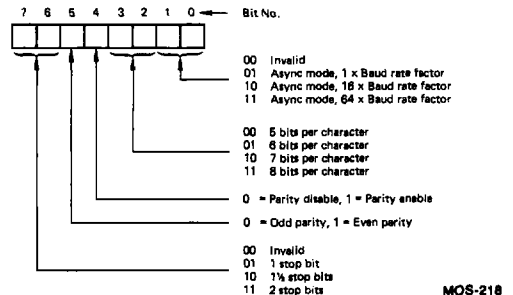 7 6 5 4 3 2 1 0 Bit No.
00 Invalid
01 Async mode, 1 x Baud rate factor
10 Async mode, 16 x Baud rate factor
11 Async mode, 64 x Baud rate factor
00 5 bits per character
01 6 bits per character
10 7 bits per character
11 8 bits per character
0 = Parity disable, 1 = Parity enable
0 = Odd parity, 1 = Even parity
00 Invalid
01 1 stop bit
10 1½ stop bits
11 2 stop bits
MOS-218